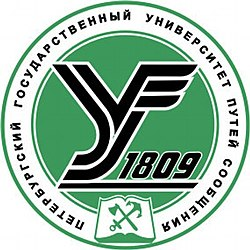 ПЕТЕРБУРГСКИЙ ГОСУДАРСТВЕННЫЙ УНИВЕРСИТЕТ ПУТЕЙ СООБЩЕНИЯ
1809